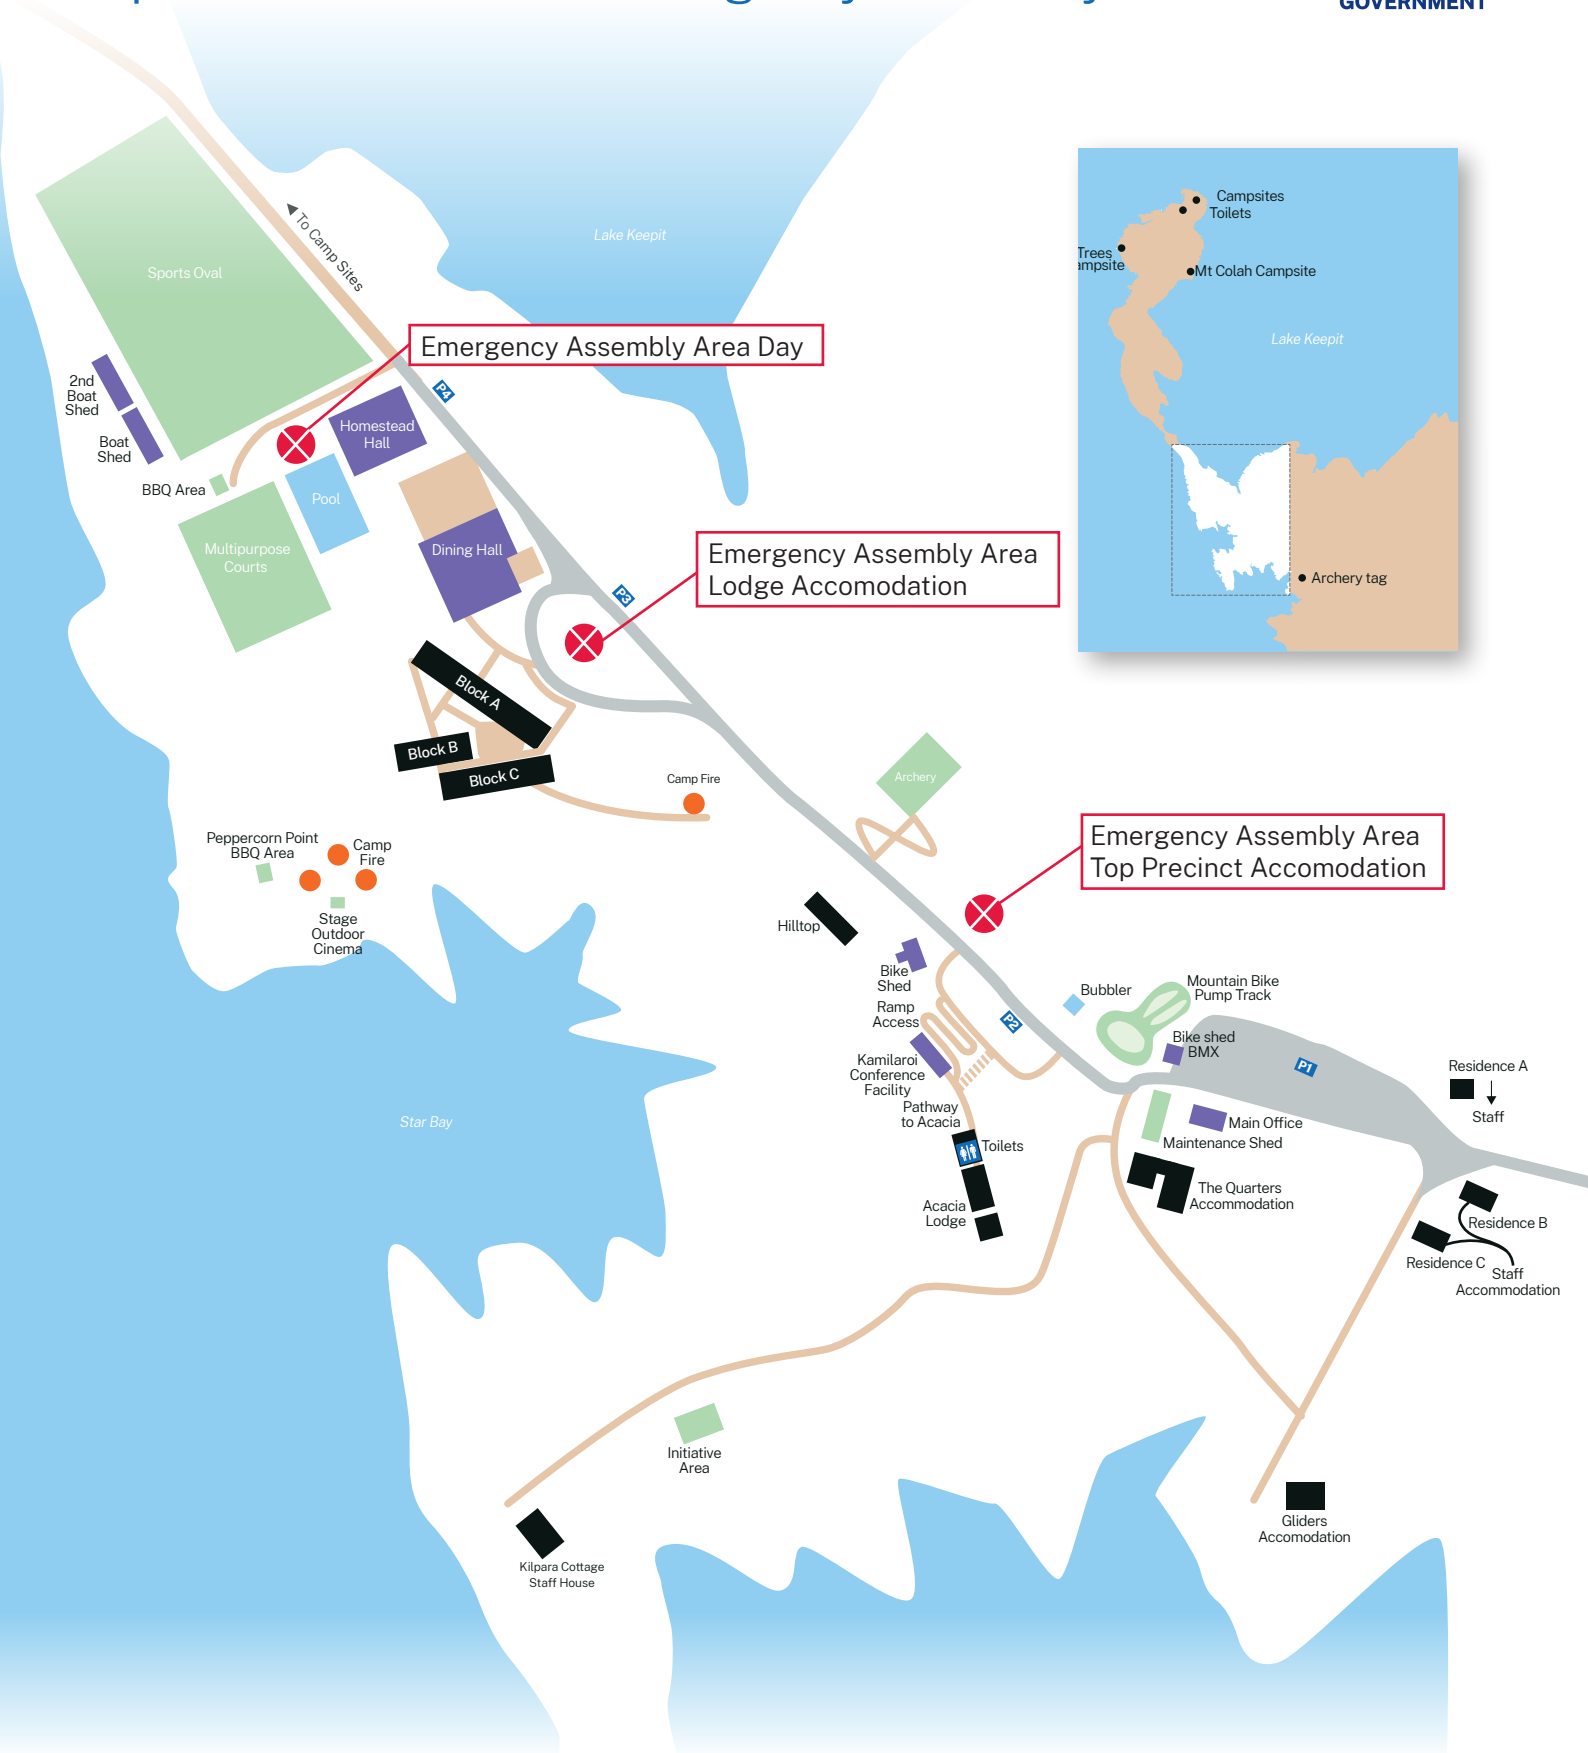 GOVERNMENT
Campsites
Toilets
Trees
Mt Colah Campsite
Lake Keepit
Archery tag
Lake Keepit
To Camp Sites
Sports Oval
Emergency Assembly Area Day
P4
2nd
Boat
Shed
Boat
Shed
Homestead
Hall
BBQ Area
Pool
Multipurpose
Courts
Dining Hall
Emergency Assembly Area
Lodge Accomodation
P3
Block A
Block B
Block C
Camp Fire
Archery
Peppercorn Point
BBQ Area
Camp
Fire
Stage
Outdoor
Cinema
Emergency Assembly Area
Top Precinct Accomodation
Hilltop
Bike
Shed
Ramp
Access
P2
Bubbler
Mountain Bike
Pump Track
Bike shed
BMX
P1
Kamilaroi
Conference
Facility
Pathway
to Acacia
Toilets
Acacia
Lodge
Main Office
Maintenance Shed
The Quarters
Accommodation
Residence A
Staff
Residence B
Residence C
Staff
Accommodation
Star Bay
Initiative
Area
Kilpara Cottage
Staff House
Gliders
Accomodation